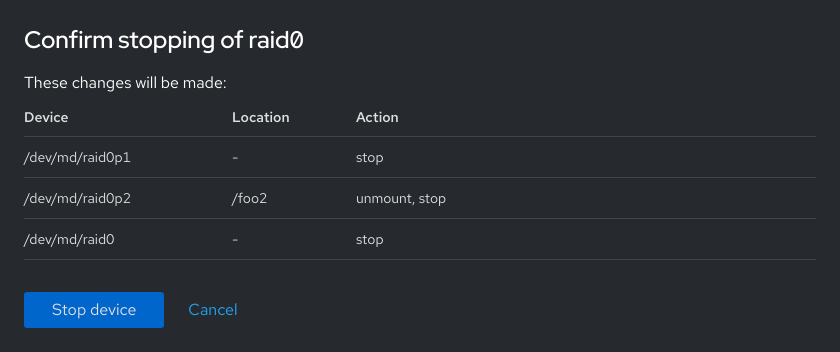 Confirm stopping of raid0
These changes will be made:
Device Location Action
/dev/md/raid0p1 - stop
/dev/md/raid0p2 /foo2 unmount, stop
/dev/md/raid0 - stop
Stop device Cancel